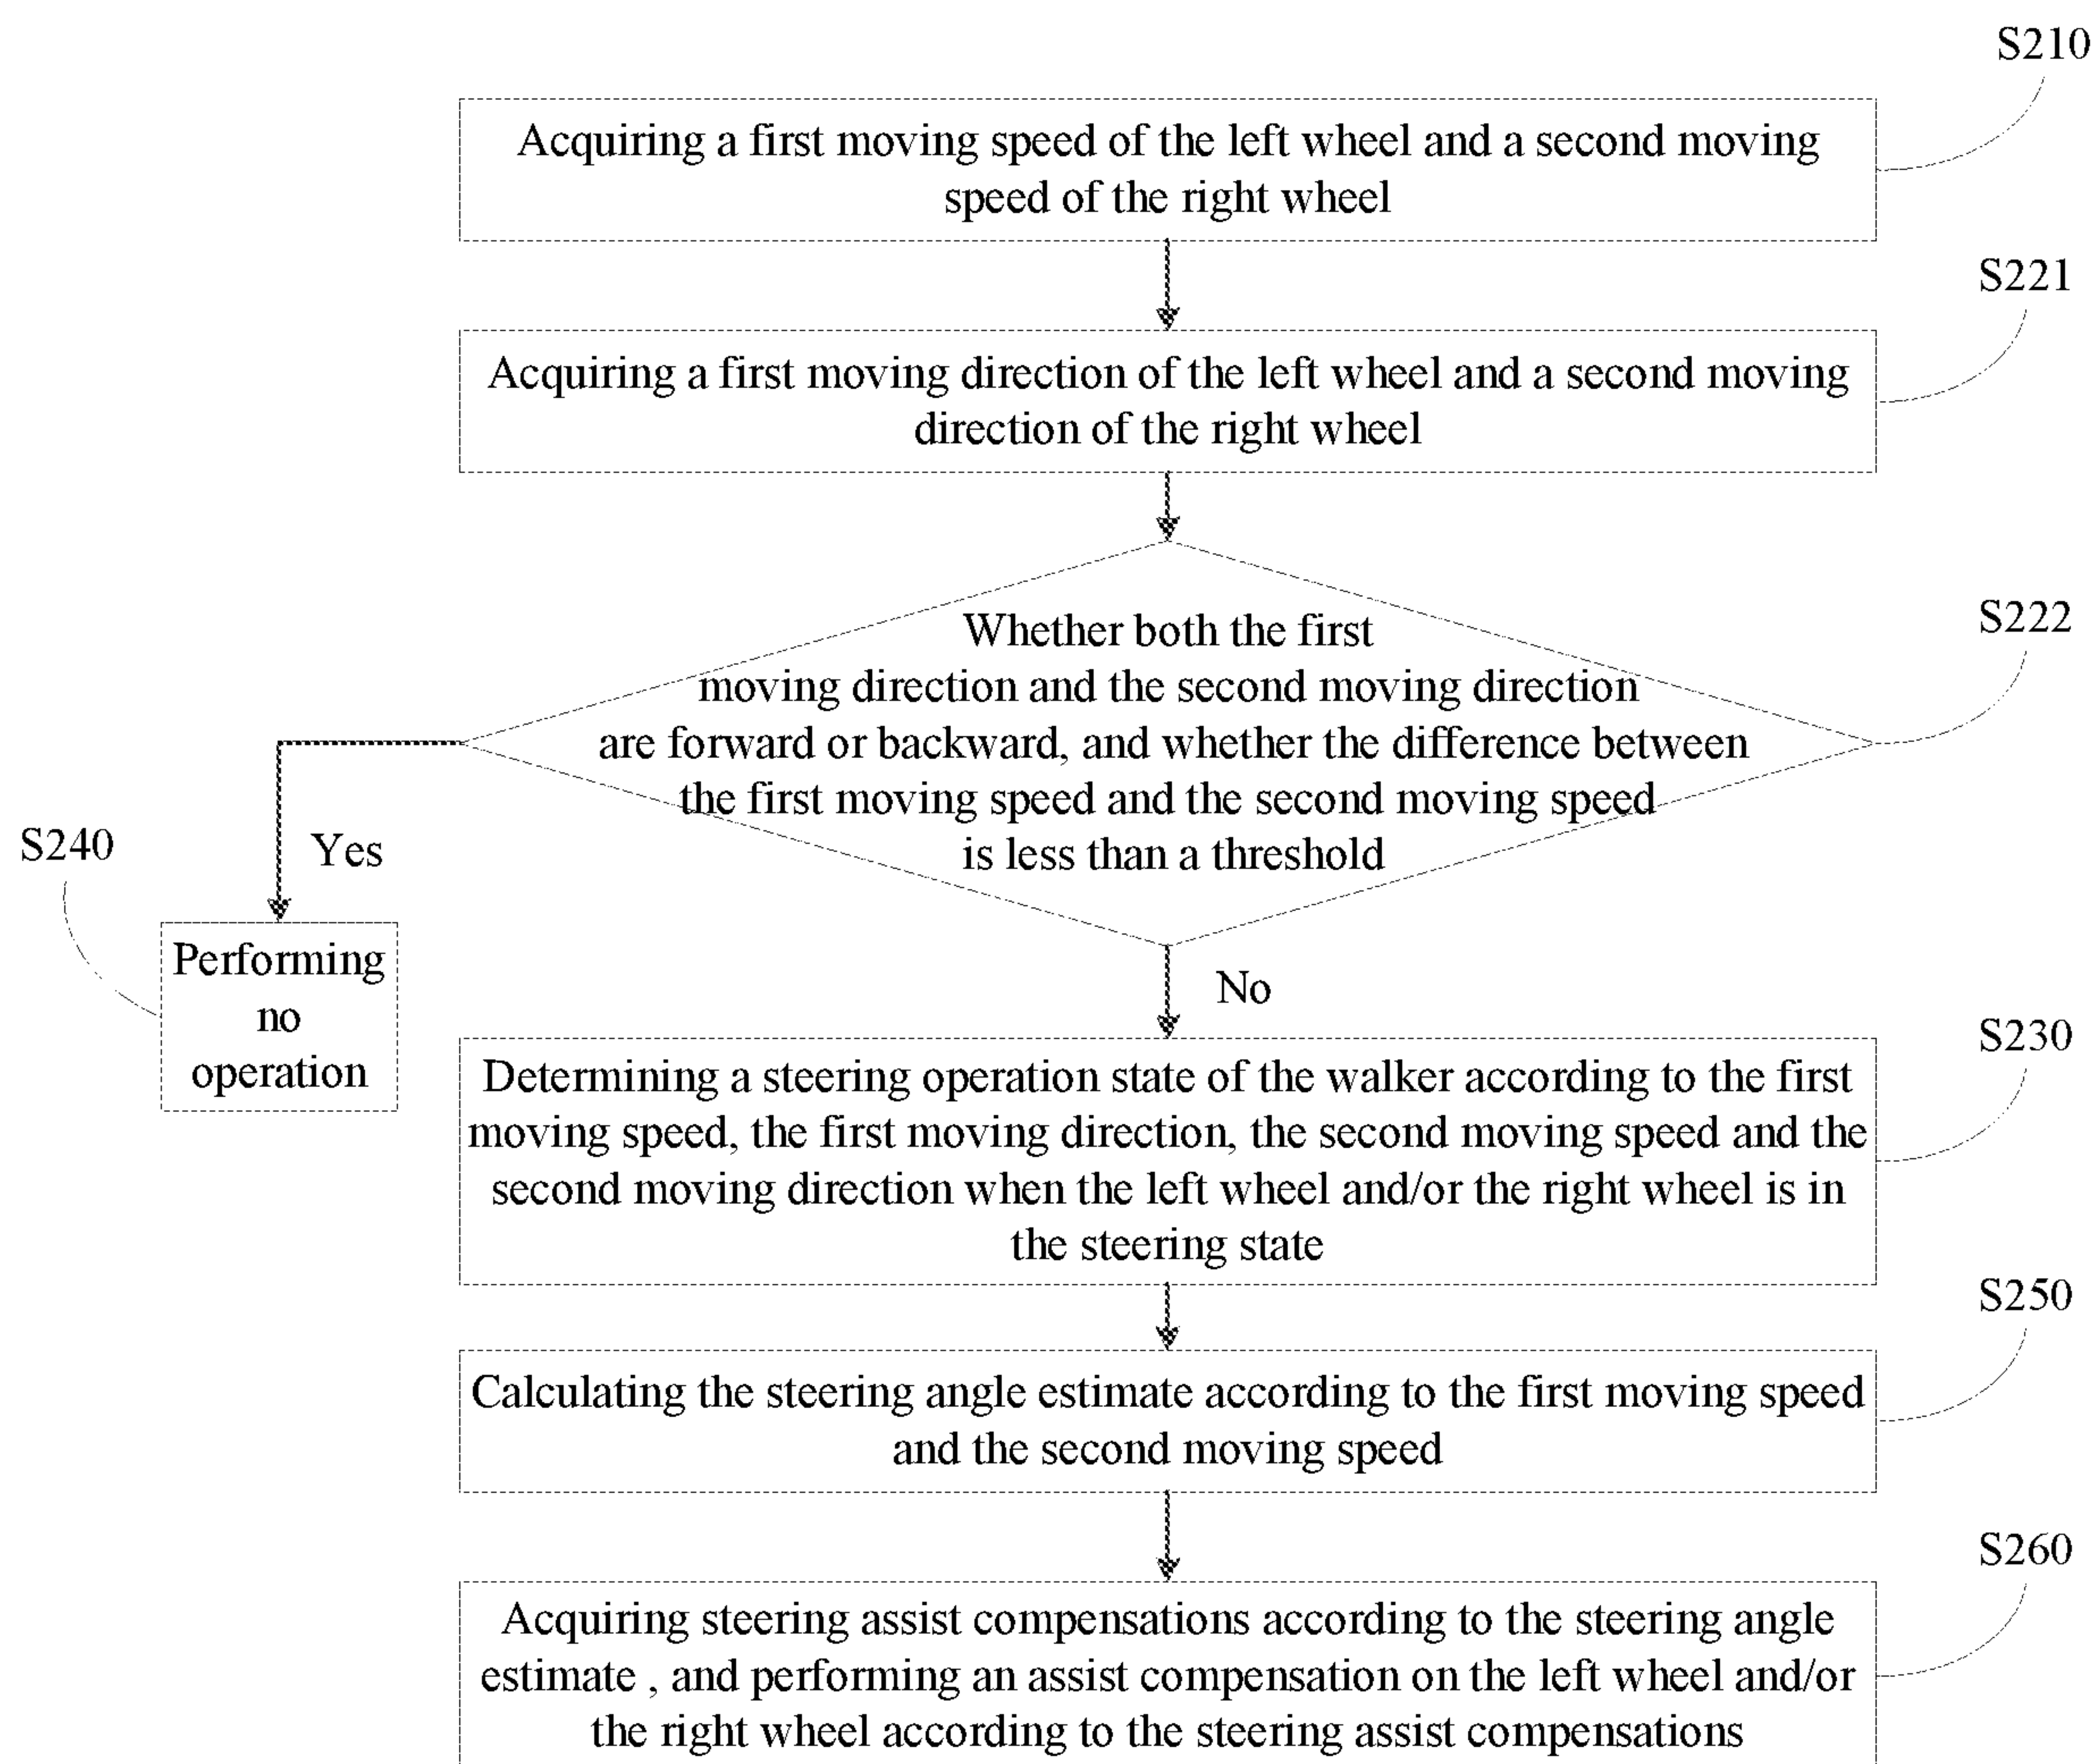 S210
Acquiring a first moving speed of the left wheel and a second moving
speed of the right wheel
S221
Acquiring a first moving direction of the left wheel and a second moving
direction of the right wheel
S222
Whether both the first
moving direction and the second moving direction
are forward or backward, and whether the difference between
the first moving speed and the second moving speed
is less than a threshold
S240
Yes
Performing
no
operation
No
S230
Determining a steering operation state of the walker according to the first
moving speed, the first moving direction, the second moving speed and the
second moving direction when the left wheel and/or the right wheel is in
the steering state
S250
Calculating the steering angle estimate according to the first moving speed
and the second moving speed
S260
Acquiring steering assist compensations according to the steering angle
estimate , and performing an assist compensation on the left wheel and/or
the right wheel according to the steering assist compensations